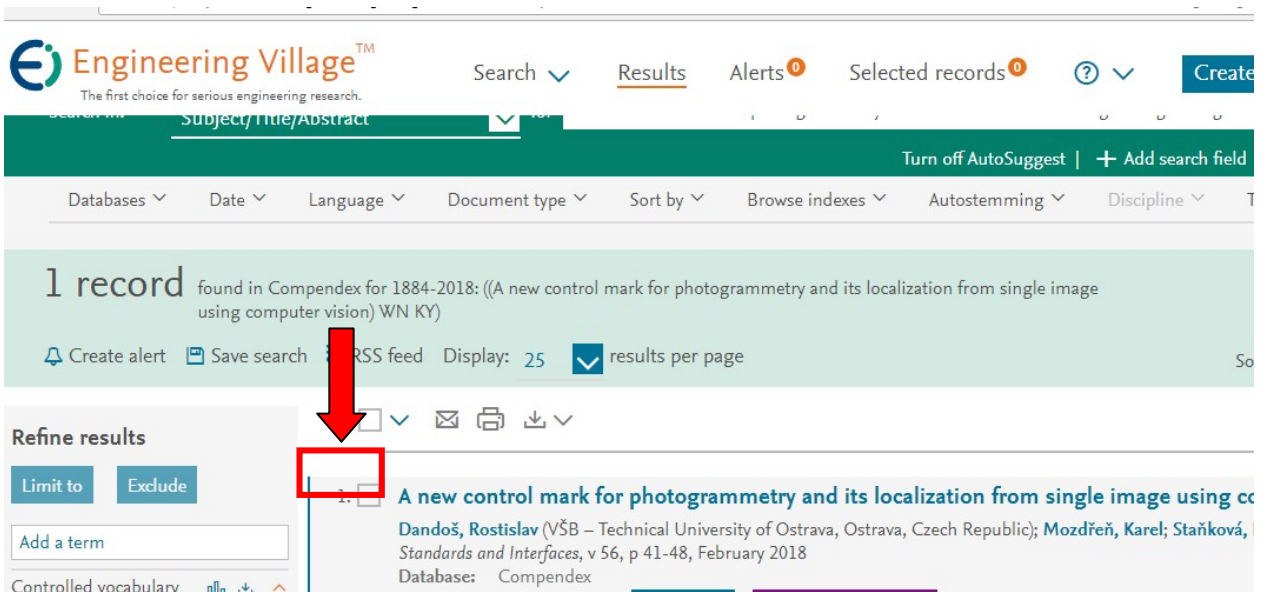 Engineering Village™
The first choice for serious engineering research.
Search Results Alerts 0 Selected records 0 ? Create
Search in: Subject/Title/Abstract for
Turn off AutoSuggest | + Add search field
Databases Date Language Document type Sort by Browse indexes Autostemming Discipline T
1 record found in Compendex for 1884-2018: ((A new control mark for photogrammetry and its localization from single image
using computer vision) WN KY)
Create alert Save search RSS feed Display: 25 results per page So
Refine results
Limit to Exclude
1. A new control mark for photogrammetry and its localization from single image using co
Add a term
Dandoš, Rostislav (VŠB – Technical University of Ostrava, Ostrava, Czech Republic); Mozdřeň, Karel; Staňková,
Standards and Interfaces, v 56, p 41-48, February 2018
Database: Compendex
Controlled vocabulary